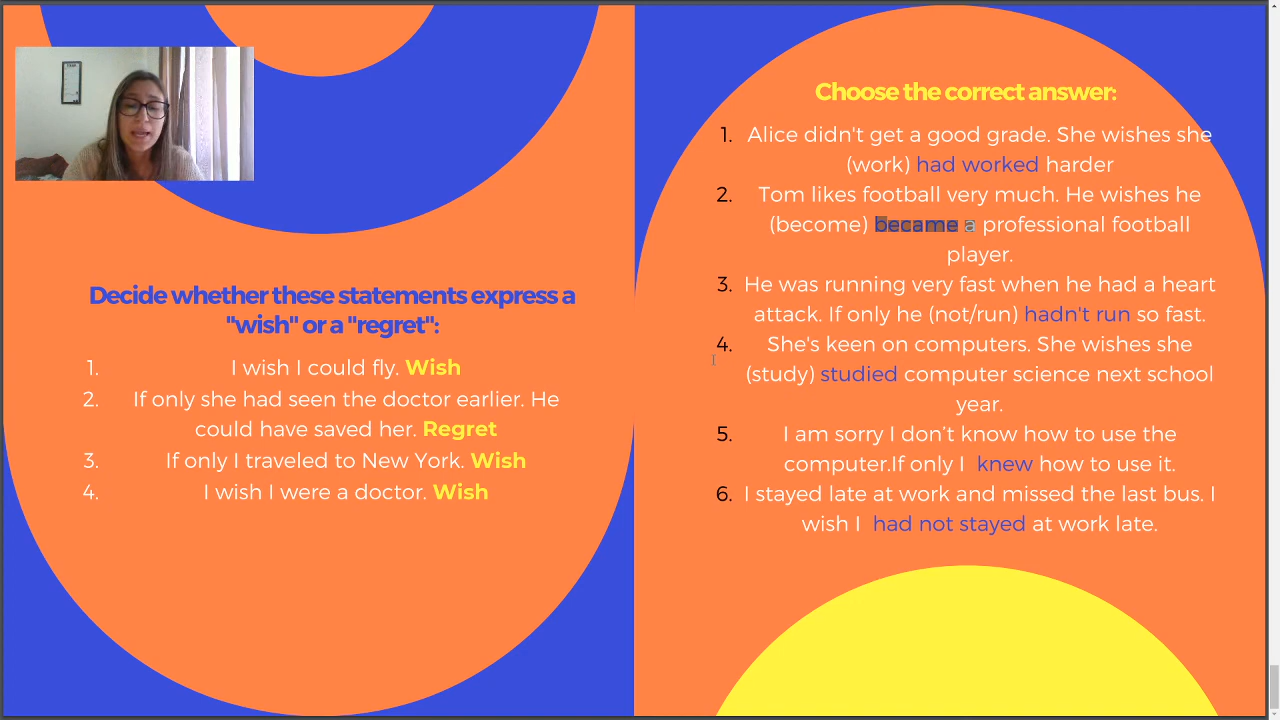 Decide whether these statements express a
"wish" or a "regret":
1. I wish I could fly. Wish
2. If only she had seen the doctor earlier. He
could have saved her. Regret
3. If only I traveled to New York. Wish
4. I wish I were a doctor. Wish
Choose the correct answer:
1. Alice didn't get a good grade. She wishes she
(work) had worked harder
2. Tom likes football very much. He wishes he
(become) became a professional football
player.
3. He was running very fast when he had a heart
attack. If only he (not/run) hadn't run so fast.
4. She's keen on computers. She wishes she
(study) studied computer science next school
year.
5. I am sorry I don’t know how to use the
computer.If only I knew how to use it.
6. I stayed late at work and missed the last bus. I
wish I had not stayed at work late.